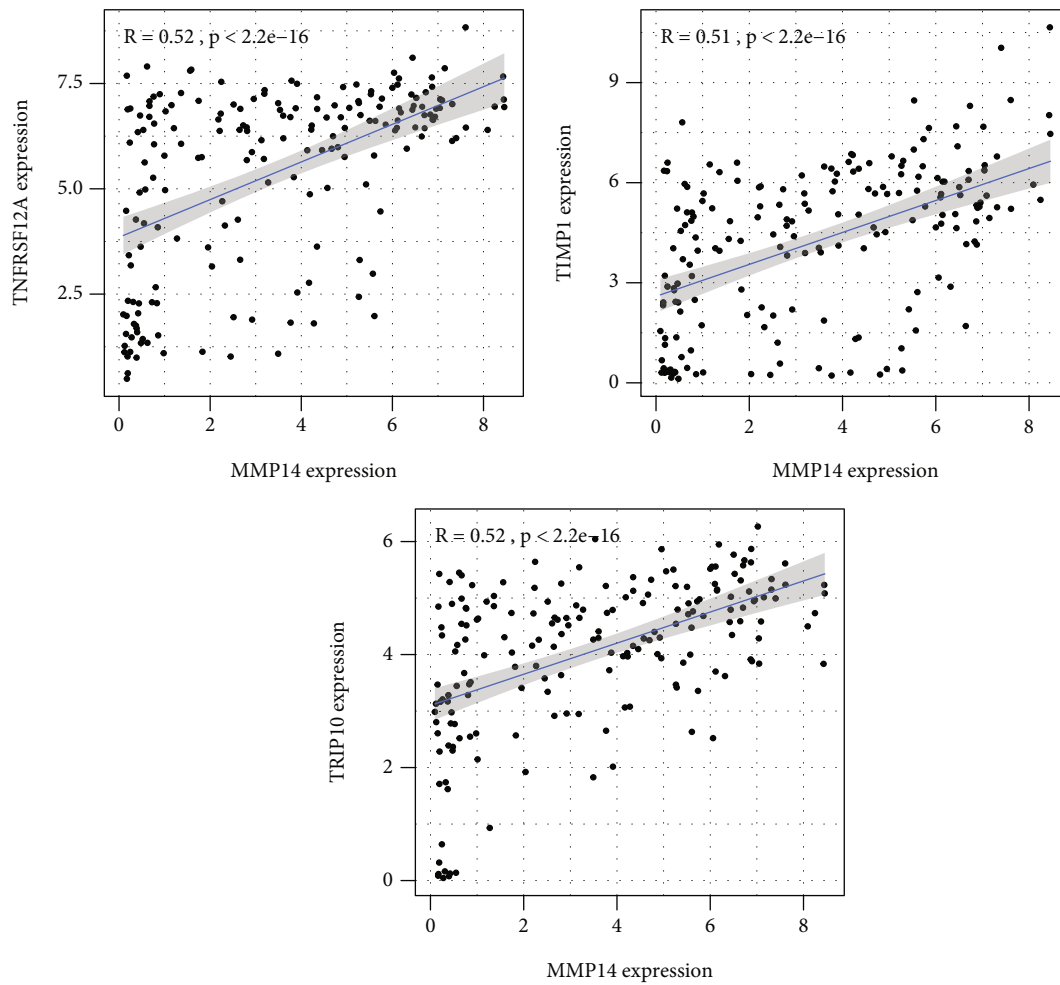 R = 0.52 , p < 2.2e−16
7.5
5.0
2.5
0 2 4 6 8
TNFRSF12A expression
MMP14 expression
R = 0.51 , p < 2.2e−16
9
6
3
0
0 2 4 6 8
TIMP1 expression
MMP14 expression
R = 0.52 , p < 2.2e−16
6
4
2
0
0 2 4 6 8
TRIP10 expression
MMP14 expression